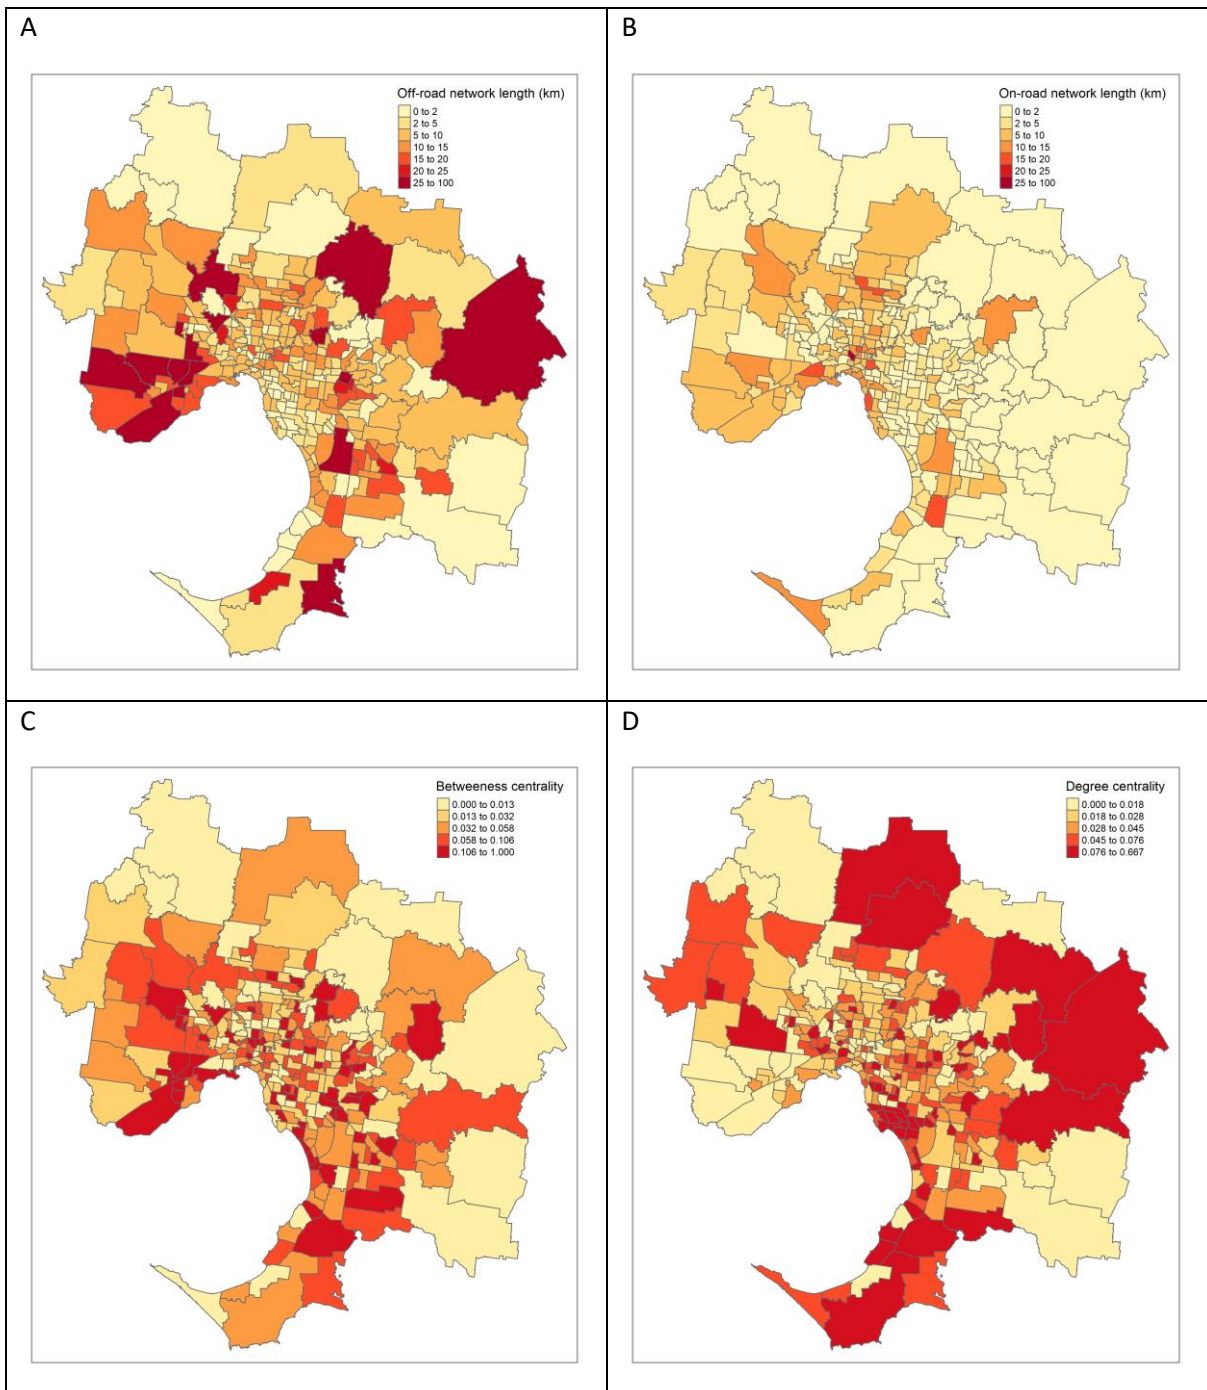 A
Off-road network length (km)
0 to 2
2 to 5
5 to 10
10 to 15
15 to 20
20 to 25
25 to 100
B
On-road network length (km)
0 to 2
2 to 5
5 to 10
10 to 15
15 to 20
20 to 25
25 to 100
C
Betweeness centrality
0.000 to 0.013
0.013 to 0.032
0.032 to 0.058
0.058 to 0.106
0.106 to 1.000
D
Degree centrality
0.000 to 0.018
0.018 to 0.028
0.028 to 0.045
0.045 to 0.076
0.076 to 0.667